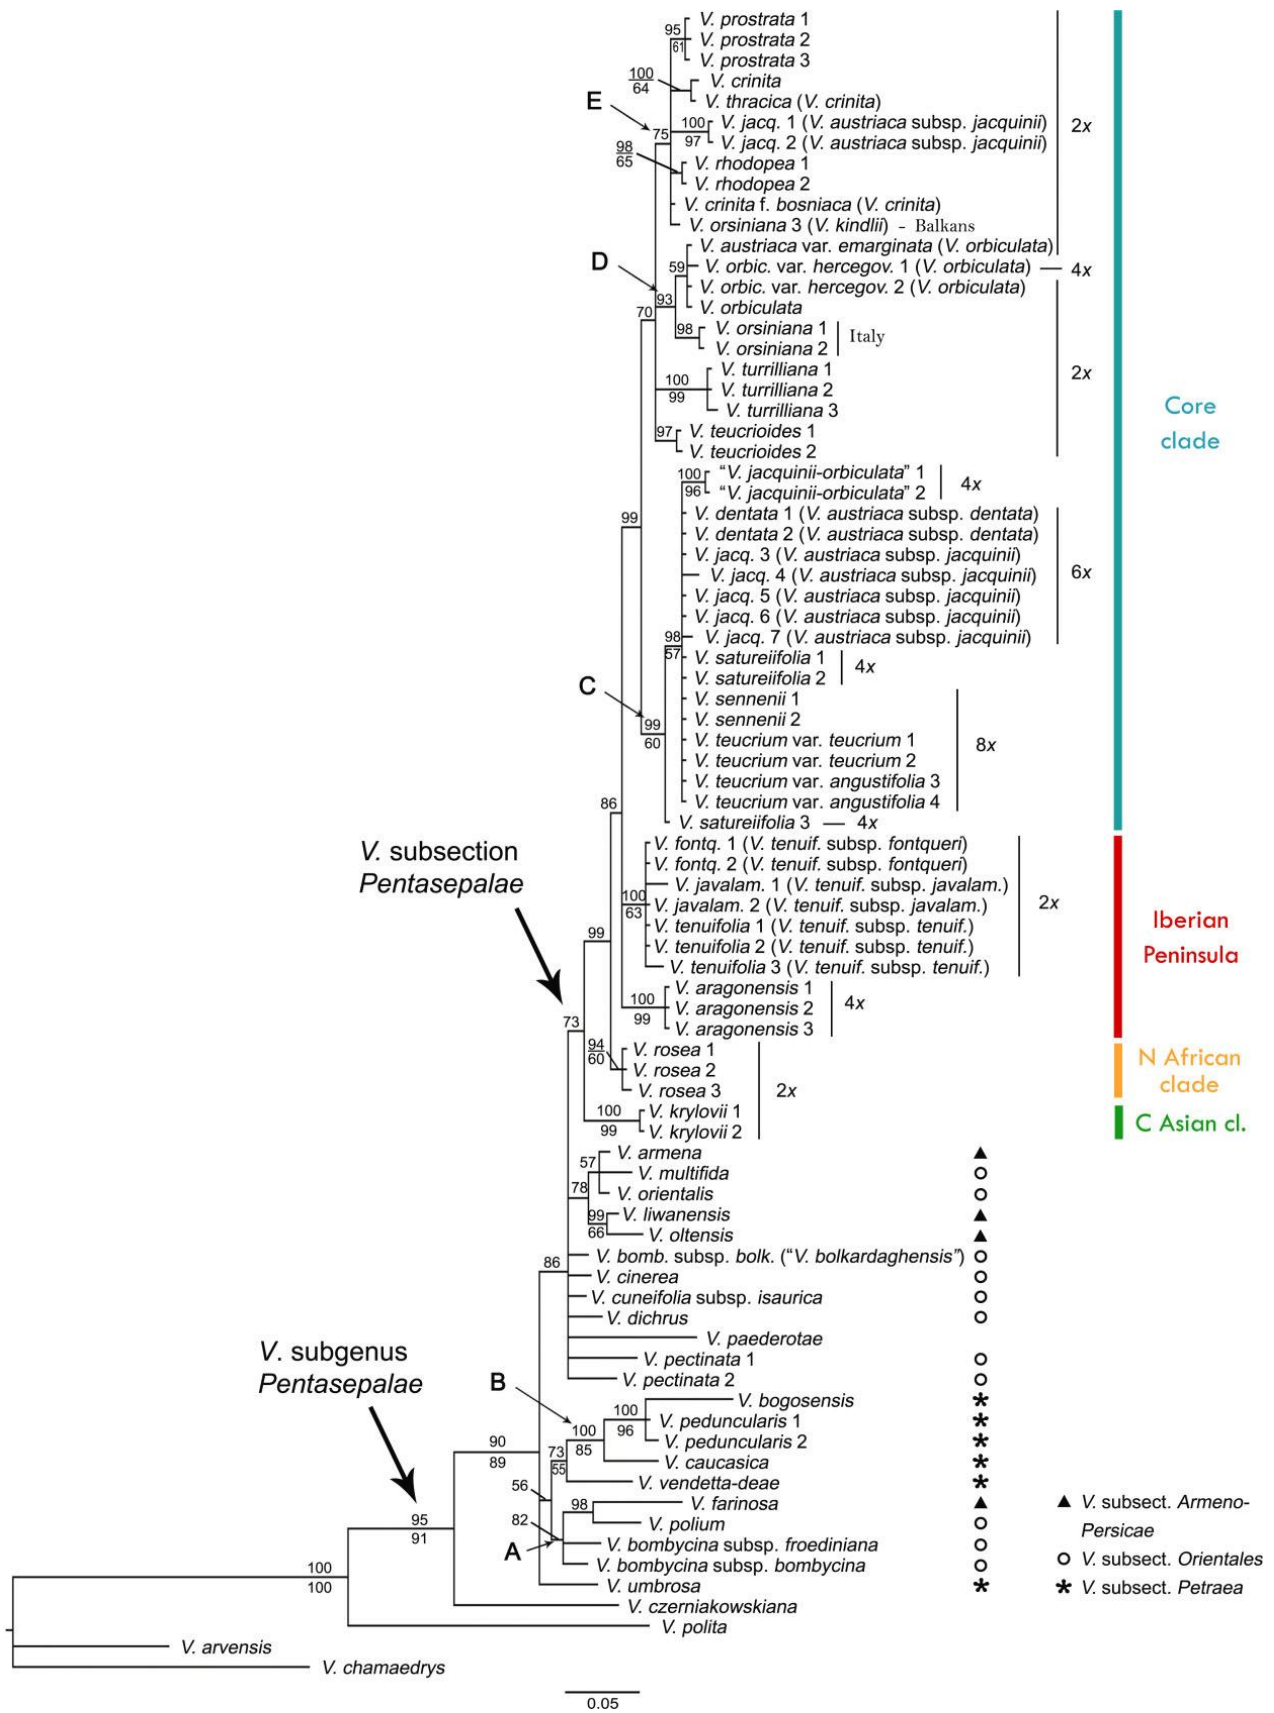 V. prostrata 1
95
V. prostrata 2
61
V. prostrata 3
100
64
V. crinita
V. thracica (V. crinita)
E
2x
100
V. jacq. 1 (V. austriaca subsp. jacquinii)
75
97
V. jacq. 2 (V. austriaca subsp. jacquinii)
98
65
V. rhodopea 1
V. rhodopea 2
V. crinita f. bosniaca (V. crinita)
V. orsiniana 3 (V. kindlii) - Balkans
V. austriaca var. emarginata (V. orbiculata)
D
59
V. orbic. var. hercegov. 1 (V. orbiculata)
4x
V. orbic. var. hercegov. 2 (V. orbiculata)
93
V. orbiculata
70
98
V. orsiniana 1
Italy
V. orsiniana 2
V. turrilliana 1
2x
100
V. turrilliana 2
99
V. turrilliana 3
Core
clade
97
V. teucrioides 1
V. teucrioides 2
100
"V. jacquinii-orbiculata" 1
4x
96
"V. jacquinii-orbiculata" 2
99
V. dentata 1 (V. austriaca subsp. dentata)
V. dentata 2 (V. austriaca subsp. dentata)
V. jacq. 3 (V. austriaca subsp. jacquinii)
V. jacq. 4 (V. austriaca subsp. jacquinii)
6x
V. jacq. 5 (V. austriaca subsp. jacquinii)
V. jacq. 6 (V. austriaca subsp. jacquinii)
98
V. jacq. 7 (V. austriaca subsp. jacquinii)
57
V. satureiifolia 1
4x
V. satureiifolia 2
C
V. sennenii 1
V. sennenii 2
99
60
V. teucrium var. teucrium 1
8x
V. teucrium var. teucrium 2
V. teucrium var. angustifolia 3
V. teucrium var. angustifolia 4
86
V. satureiifolia 3
4x
V. subsection
Pentasepalae
V. fontq. 1 (V. tenuif. subsp. fontqueri)
V. fontq. 2 (V. tenuif. subsp. fontqueri)
V. javalam. 1 (V. tenuif. subsp. javalam.)
100
63
V. javalam. 2 (V. tenuif. subsp. javalam.)
2x
V. tenuifolia 1 (V. tenuif. subsp. tenuif.)
V. tenuifolia 2 (V. tenuif. subsp. tenuif.)
V. tenuifolia 3 (V. tenuif. subsp. tenuif.)
Iberian
Peninsula
99
V. aragonensis 1
100
V. aragonensis 2
4x
99
V. aragonensis 3
73
94
60
V. rosea 1
V. rosea 2
V. rosea 3
N African
clade
2x
100
V. krylovii 1
99
V. krylovii 2
C Asian cl.
V. armena
57
V. multifida
78
V. orientalis
99
V. liwanensis
66
V. oltensis
V. bomb. subsp. bolk. ("V. bolkardaghensis")
86
V. cinerea
V. cuneifolia subsp. isaurica
V. dichrus
V. paederotae
V. pectinata 1
V. pectinata 2
V. subgenus
Pentasepalae
B
V. bogosensis
100
V. peduncularis 1
96
V. peduncularis 2
100
85
V. caucasica
73
55
V. vendetta-deae
90
89
56
98
V. farinosa
V. polium
82
A
V. bombycina subsp. froediniana
V. bombycina subsp. bombycina
V. umbrosa
95
91
V. czerniakowskiana
100
100
V. polita
V. arvensis
V. chamaedrys
V. subsect. Armeno-
Persicae
V. subsect. Orientales
V. subsect. Petraea
0.05